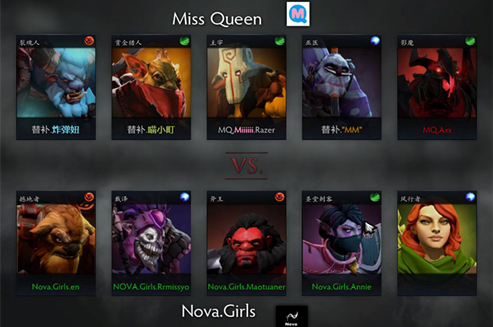 Miss Queen
裂魂人
赏金猎人
主宰
巫医
影魔
替补.炸弹妞
替补.瞄小町
MQ.Miiiiii.Razer
替补."MM"
MQ.Axx
VS.
撼地者
戴泽
斧王
圣堂刺客
风行者
Nova.Girls.en
NOVA.Girls.Rrmissyo
Nova.Girls.Maotuaner
Nova.Girls.Annie
Nova.Girls
Nova